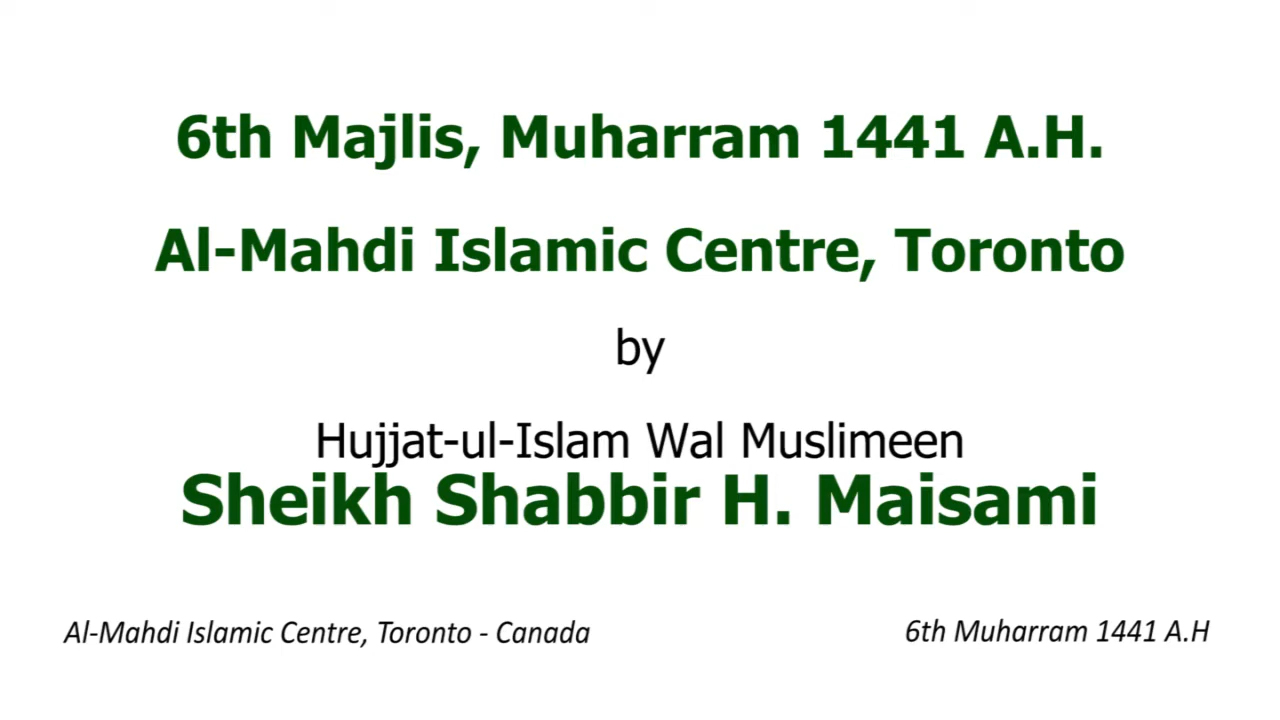 6th Majlis, Muharram 1441 A.H.
Al-Mahdi Islamic Centre, Toronto
by
Hujjat-ul-Islam Wal Muslimeen
Sheikh Shabbir H. Maisami
Al-Mahdi Islamic Centre, Toronto - Canada
6th Muharram 1441 A.H